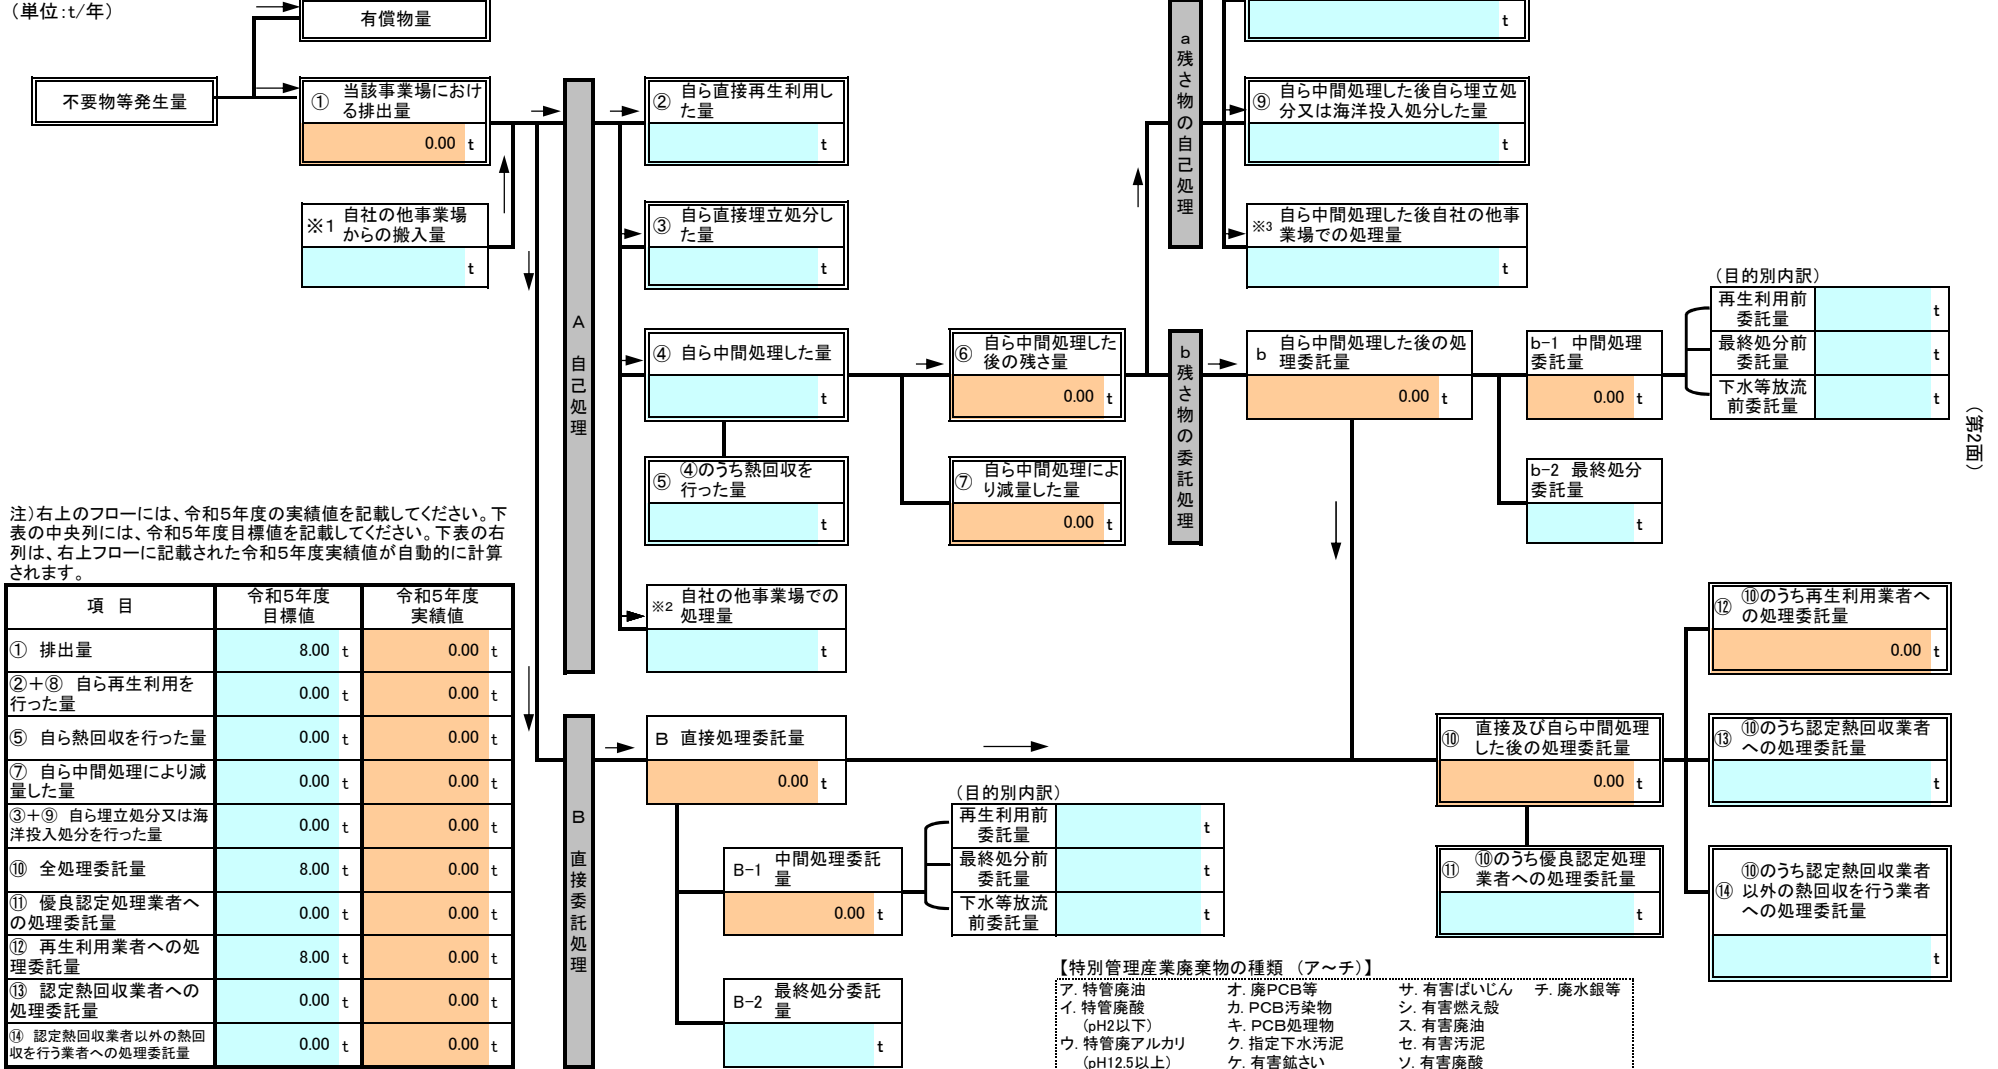 （単位：t/年）
有償物量
不要物等発生量
① 当該事業場におけ
る排出量
0.00 t
※1 自社の他事業場
からの搬入量
t
A 自己処理
② 自ら直接再生利用し
た量
t
③ 自ら直接埋立処分し
た量
t
④ 自ら中間処理した量
t
⑤ ④のうち熱回収を
行った量
t
※2 自社の他事業場での
処理量
t
⑥ 自ら中間処理した
後の残さ量
0.00 t
⑦ 自ら中間処理によ
り減量した量
0.00 t
a 残さ物の自己処理
t
⑨ 自ら中間処理した後自ら埋立処
分又は海洋投入処分した量
t
※3 自ら中間処理した後自社の他事
業場での処理量
t
b 残さ物の委託処理
b 自ら中間処理した後の処
理委託量
0.00 t
b-1 中間処理
委託量
0.00 t
b-2 最終処分
委託量
t
（目的別内訳）
再生利用前
委託量
t
最終処分前
委託量
t
下水等放流
前委託量
t
（第2面）
注）右上のフローには、令和5年度の実績値を記載してください。下
表の中央列には、令和5年度目標値を記載してください。下表の右
列は、右上フローに記載された令和5年度実績値が自動的に計算
されます。
項 目 令和5年度 令和5年度
目標値 実績値
① 排出量 8.00 t 0.00 t
②＋⑧ 自ら再生利用を
行った量 0.00 t 0.00 t
⑤ 自ら熱回収を行った量 0.00 t 0.00 t
⑦ 自ら中間処理により減
量した量 0.00 t 0.00 t
③＋⑨ 自ら埋立処分又は海
洋投入処分を行った量 0.00 t 0.00 t
⑩ 全処理委託量 8.00 t 0.00 t
⑪ 優良認定処理業者へ
の処理委託量 0.00 t 0.00 t
⑫ 再生利用業者への処
理委託量 8.00 t 0.00 t
⑬ 認定熱回収業者への
処理委託量 0.00 t 0.00 t
⑭ 認定熱回収業者以外の熱回
収を行う業者への処理委託量 0.00 t 0.00 t
B 直接委託処理
B 直接処理委託量
0.00 t
B-1 中間処理委託
量
0.00 t
B-2 最終処分委託
量
t
（目的別内訳）
再生利用前
委託量
t
最終処分前
委託量
t
下水等放流
前委託量
t
⑩ 直接及び自ら中間処理
した後の処理委託量
0.00 t
⑪ ⑩のうち優良認定処理
業者への処理委託量
t
⑫ ⑩のうち再生利用業者へ
の処理委託量
0.00 t
⑬ ⑩のうち認定熱回収業者
への処理委託量
t
⑭ ⑩のうち認定熱回収業者
以外の熱回収を行う業者
への処理委託量
t
【特別管理産業廃棄物の種類 （ア～チ）】
ア. 特管廃油 オ. 廃PCB等 サ. 有害ばいじん チ. 廃水銀等
イ. 特管廃酸 カ. PCB汚染物 シ. 有害燃え殻
（pH2以下） キ. PCB処理物 ス. 有害廃油
ウ. 特管廃アルカリ ク. 指定下水汚泥 セ. 有害汚泥
（pH12.5以上） ケ. 有害鉱さい ソ. 有害廃酸